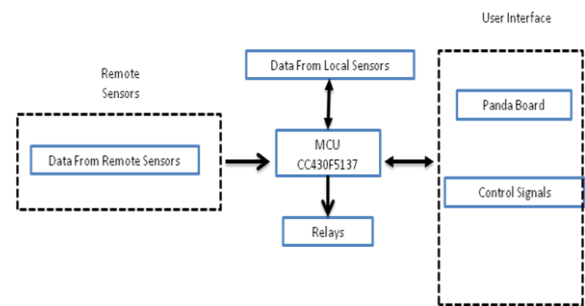 User Interface
Remote
Sensors
Data From Local Sensors
Panda Board
MCU
CC430F5137
Data From Remote Sensors
Control Signals
Relays